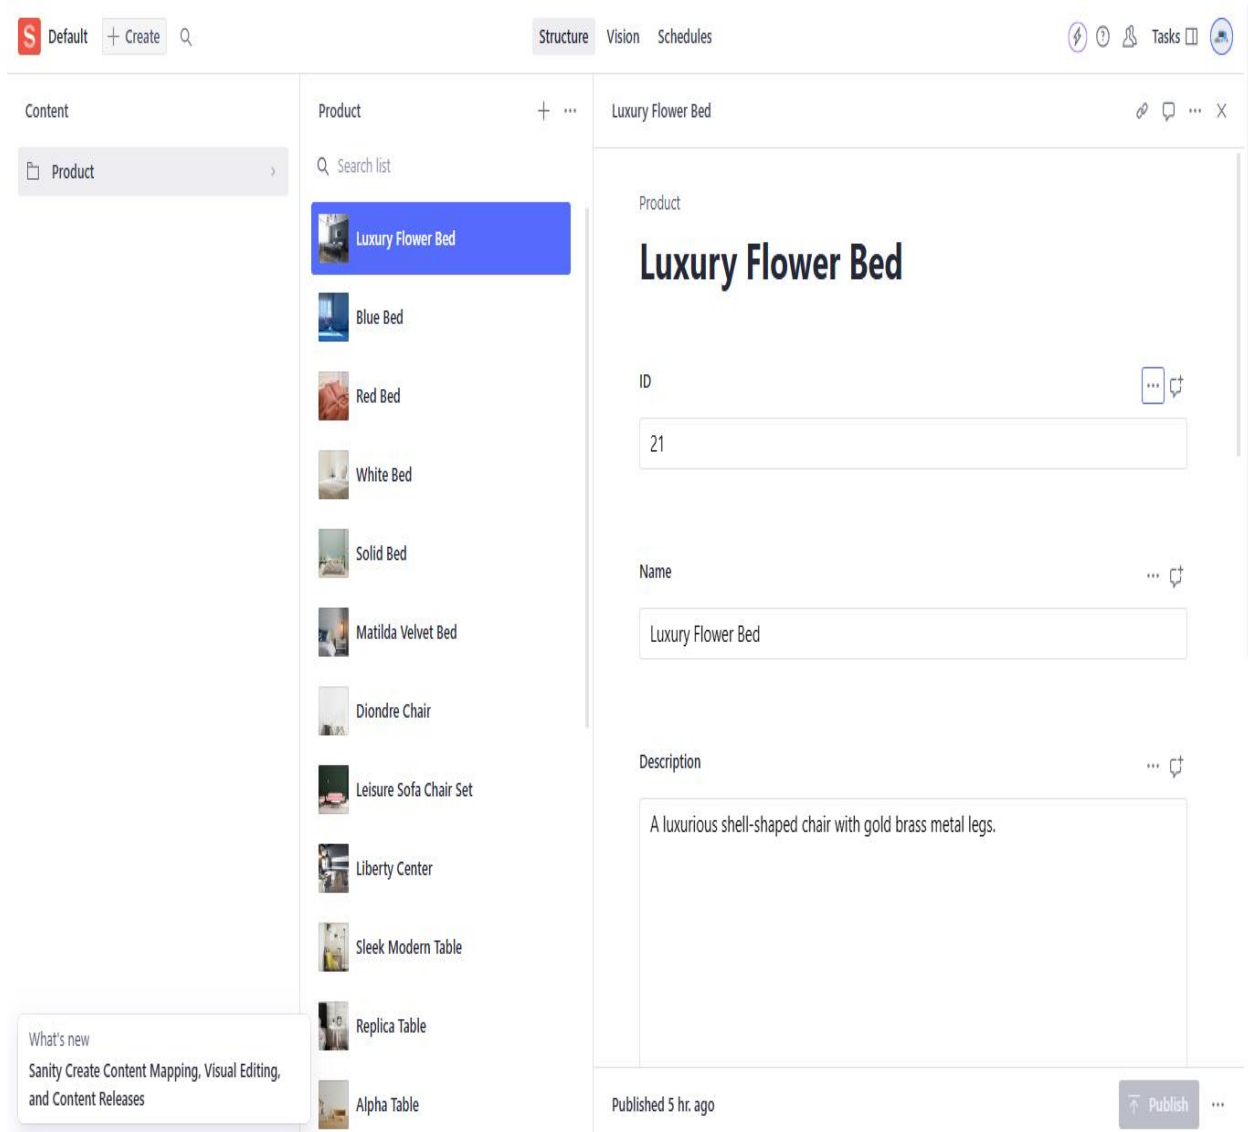 S Default + Create Structure Vision Schedules Tasks
Content
Product
What's new
Sanity Create Content Mapping, Visual Editing,
and Content Releases
Product
Search list
Luxury Flower Bed
Blue Bed
Red Bed
White Bed
Solid Bed
Matilda Velvet Bed
Diondre Chair
Leisure Sofa Chair Set
Liberty Center
Sleek Modern Table
Replica Table
Alpha Table
Luxury Flower Bed
Product
Luxury Flower Bed
ID
21
Name
Luxury Flower Bed
Description
A luxurious shell-shaped chair with gold brass metal legs.
Published 5 hr. ago Publish